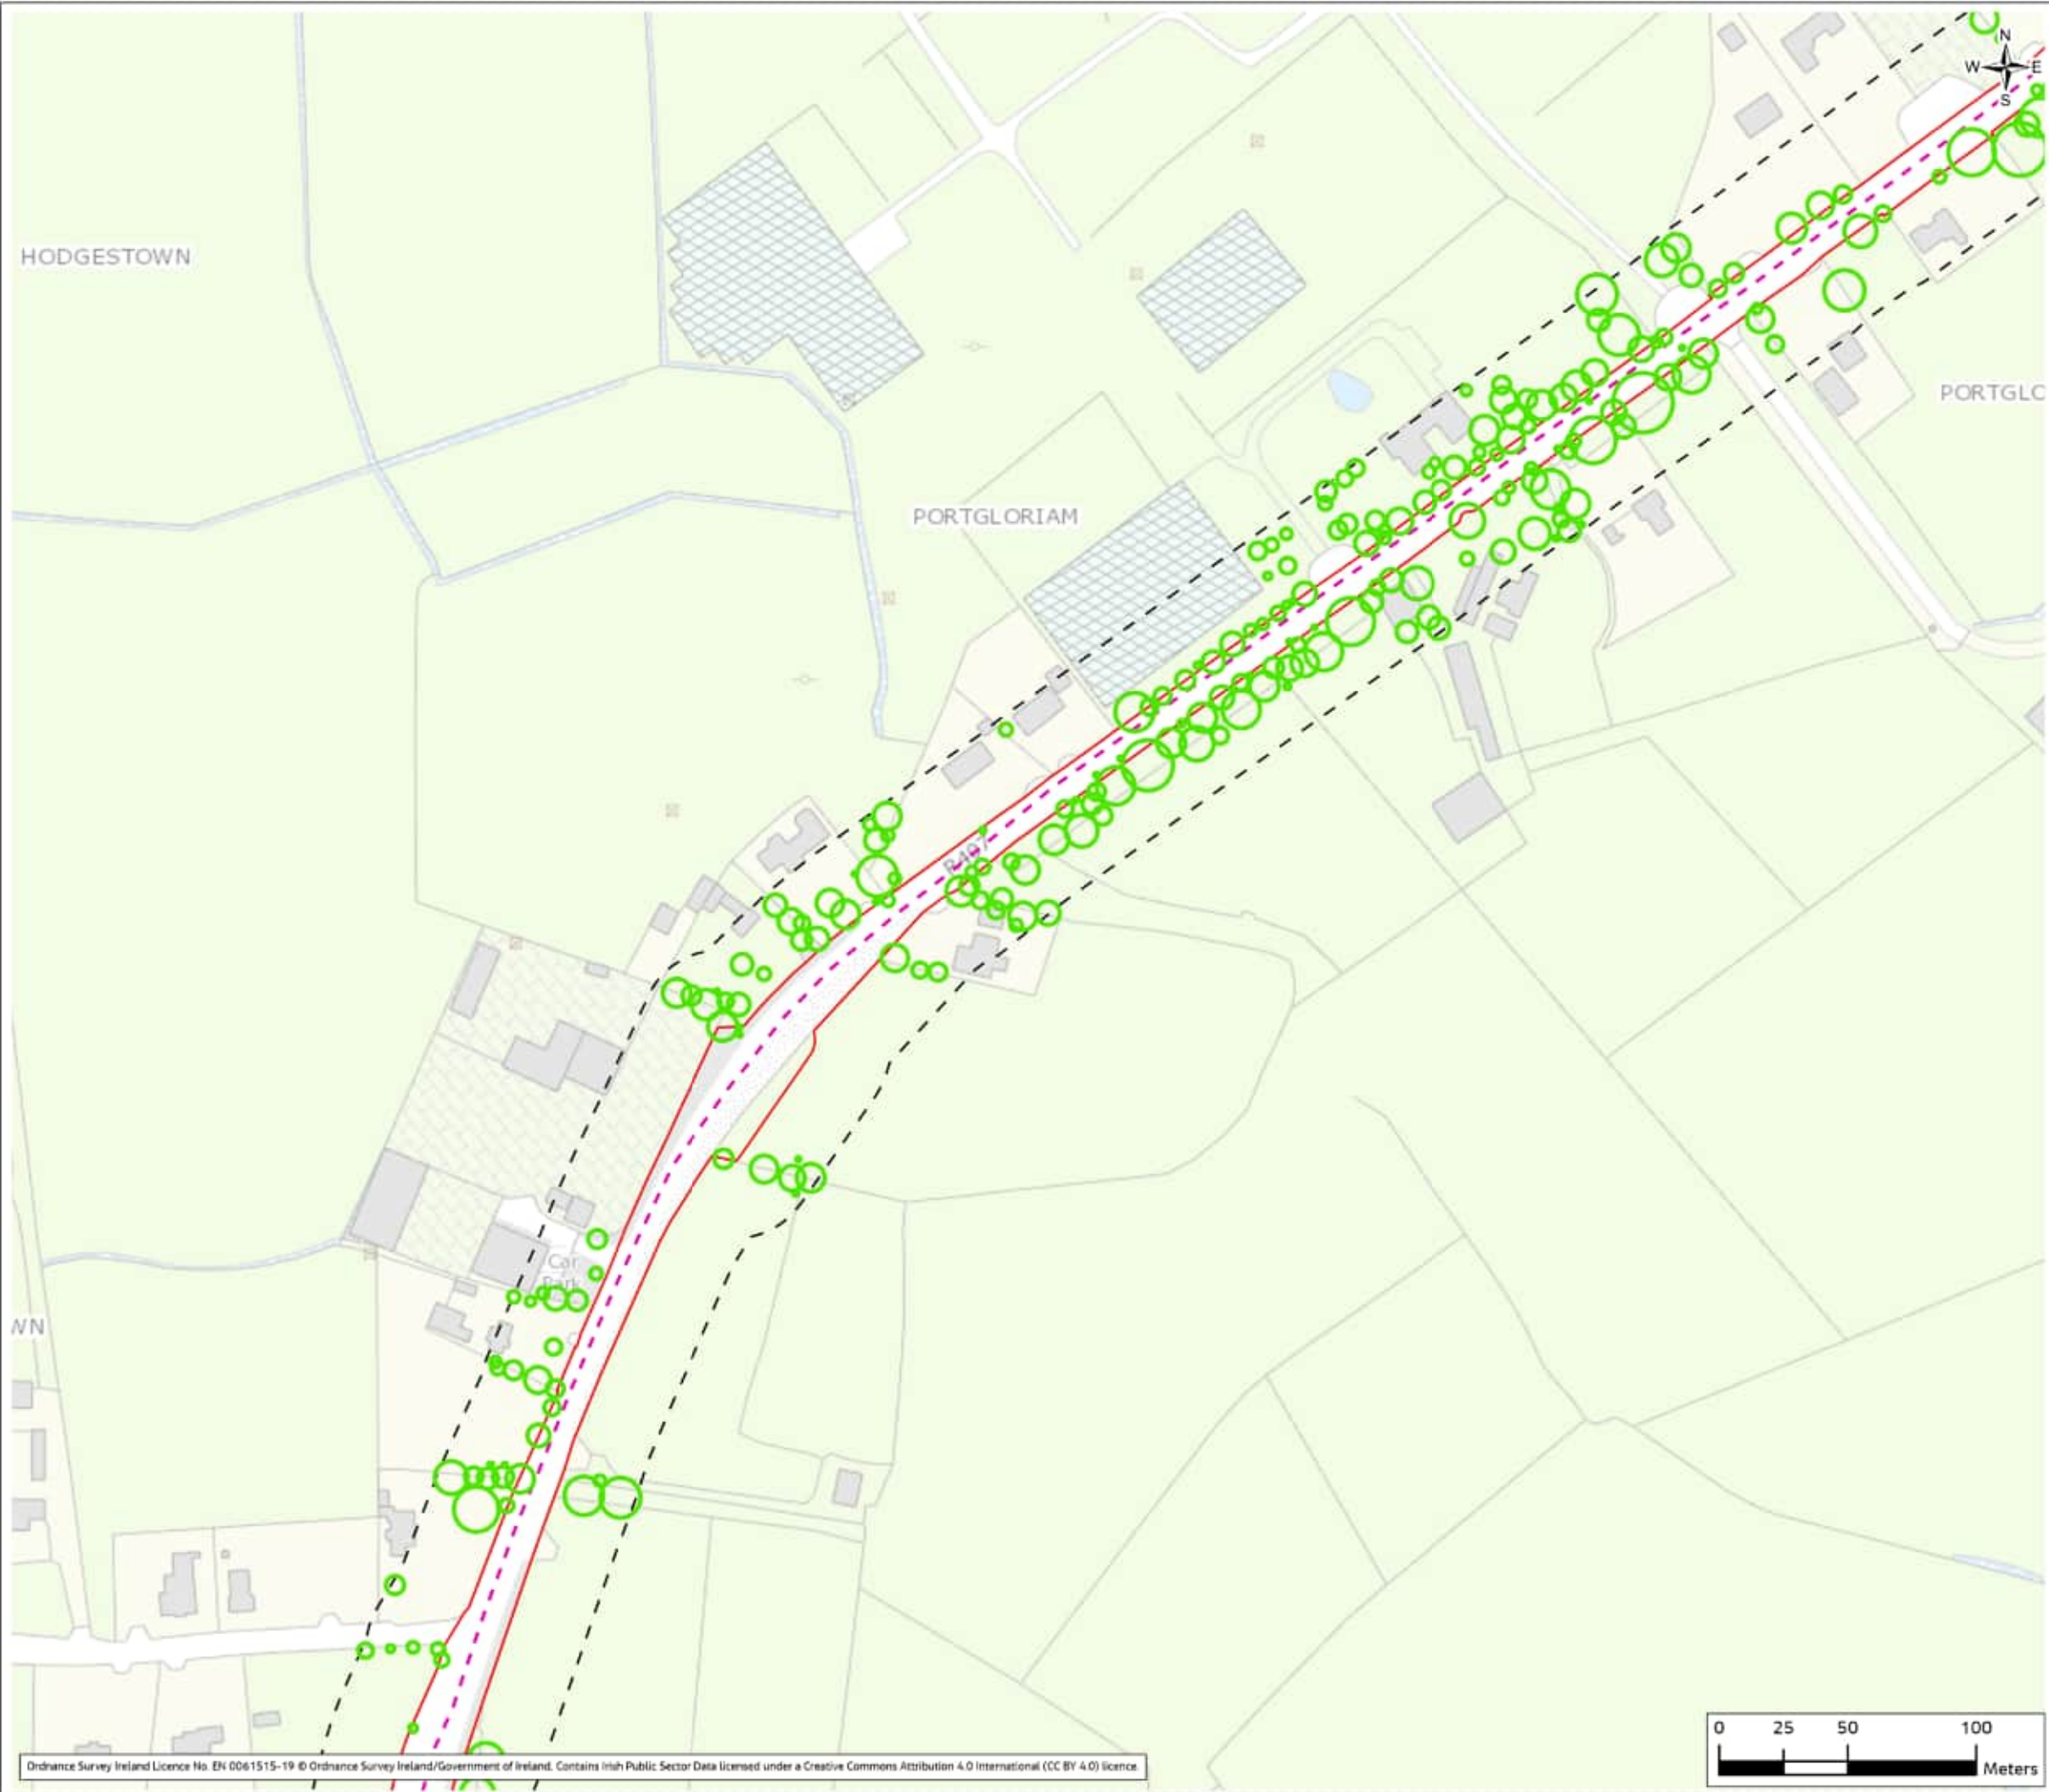 N
W E
S
HODGESTOWN
PORTGLC
PORTGLORIAM
R407
Car
Park
WN
0 25 50 100
Meters
Ordnance Survey Ireland Licence No. EN 0061515-19 © Ordnance Survey Ireland/Government of Ireland. Contains Irish Public Sector Data licensed under a Creative Commons Attribution 4.0 International (CC BY 4.0) licence.